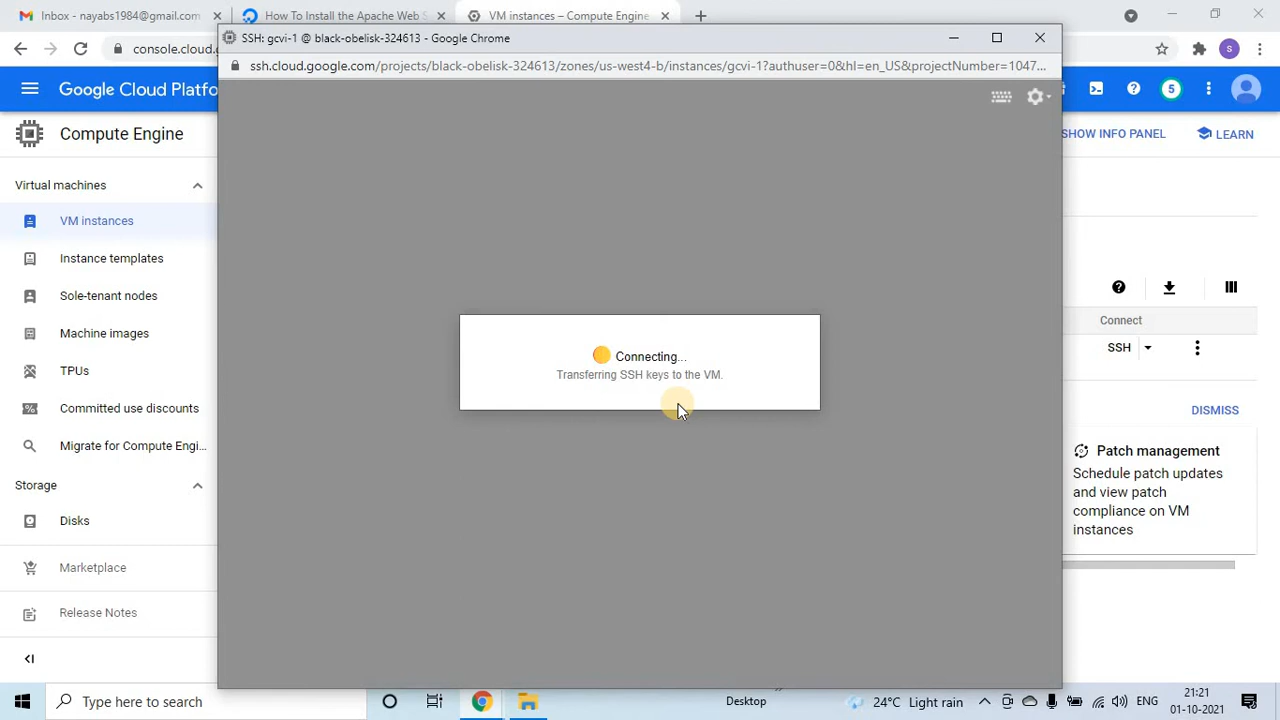 Inbox - nayabs1984@gmail.com
How To Install the Apache Web S
VM instances – Compute Engine
SSH: gcvi-1 @ black-obelisk-324613 - Google Chrome
console.cloud.g
ssh.cloud.google.com/projects/black-obelisk-324613/zones/us-west4-b/instances/gcvi-1?authuser=0&hl=en_US&projectNumber=1047...
S
Google Cloud Platfo
5
Compute Engine
SHOW INFO PANEL
LEARN
Virtual machines
VM instances
Instance templates
Sole-tenant nodes
Machine images
TPUs
Committed use discounts
Migrate for Compute Engi...
Storage
Disks
Marketplace
Release Notes
Connecting...
Transferring SSH keys to the VM.
Connect
SSH
DISMISS
Patch management
Schedule patch updates
and view patch
compliance on VM
instances
Type here to search
Desktop
24°C Light rain
ENG
21:21
01-10-2021